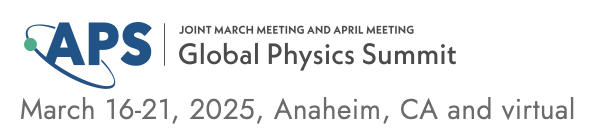 APS
JOINT MARCH MEETING AND APRIL MEETING
Global Physics Summit
March 16-21, 2025, Anaheim, CA and virtual